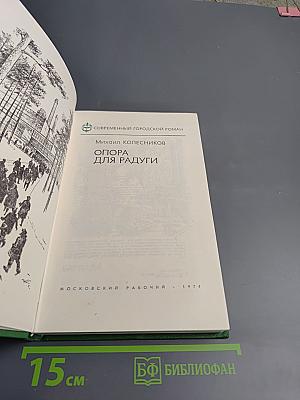 СОВРЕМЕННЫЙ ГОРОДСКОЙ РОМАН
Михаил КОЛЕСНИКОВ
ОПОРА
ДЛЯ РАДУГИ
МОСКОВСКИЙ РАБОЧИЙ · 1974
15 см
БФ БИБЛИОФАН